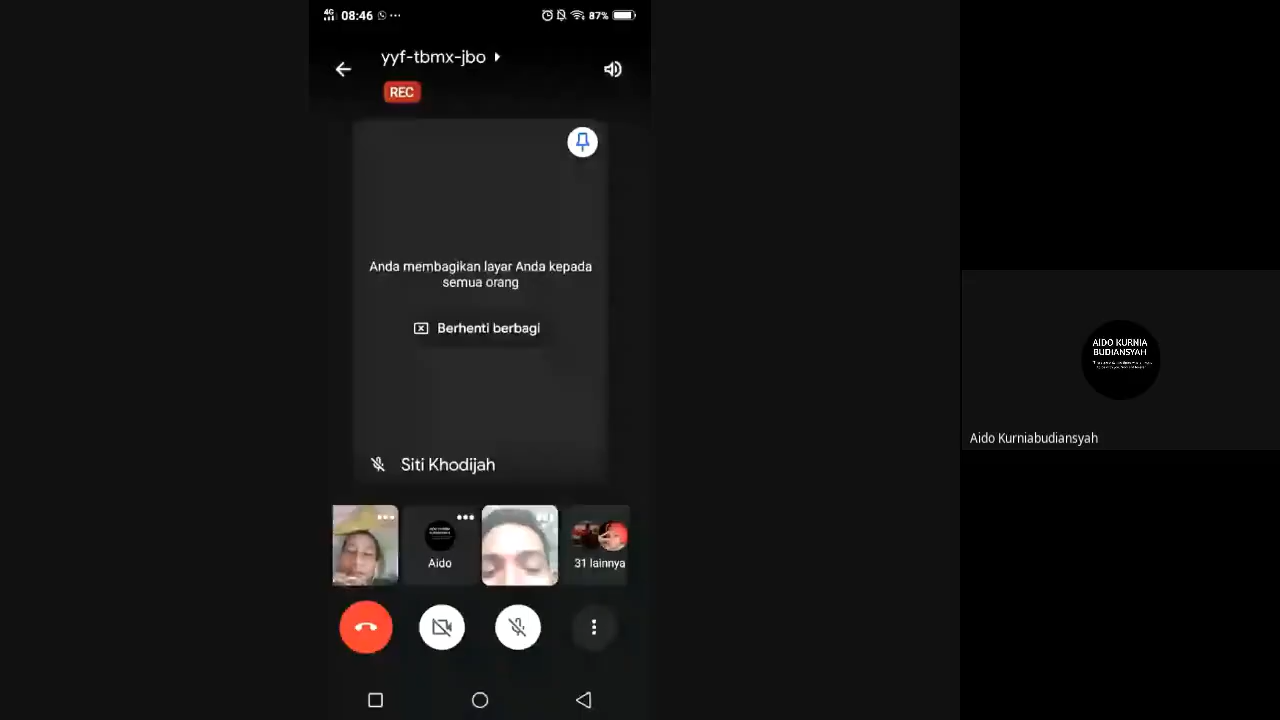 4G 08:46 87%
yyf-tbmx-jbo
REC
Anda membagikan layar Anda kepada
semua orang
Berhenti berbagi
Siti Khodijah
Aido
31 lainnya
AIDO KURNIA
BUDIANSYAH
Aido Kurniabudiansyah